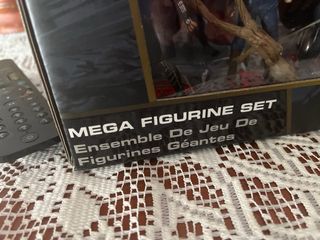 MEGA FIGURINE SET
Ensemble De Jeu De
Figurines Géantes